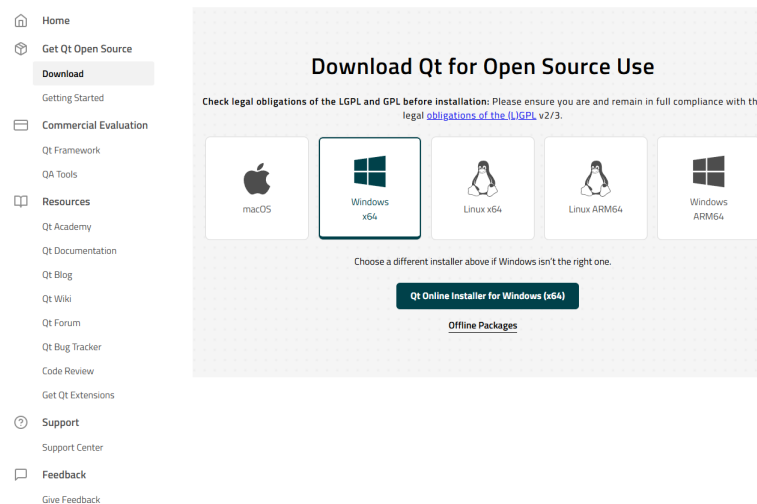 Home
Get Qt Open Source
Download
Getting Started
Commercial Evaluation
Qt Framework
QA Tools
Resources
Qt Academy
Qt Documentation
Qt Blog
Qt Wiki
Qt Forum
Qt Bug Tracker
Code Review
Get Qt Extensions
Support
Support Center
Feedback
Give Feedback
Download Qt for Open Source Use
Check legal obligations of the LGPL and GPL before installation: Please ensure you are and remain in full compliance with th
legal obligations of the (L)GPL v2/3.
macOS
Windows
x64
Linux x64
Linux ARM64
Windows
ARM64
Choose a different installer above if Windows isn't the right one.
Qt Online Installer for Windows (x64)
Offline Packages